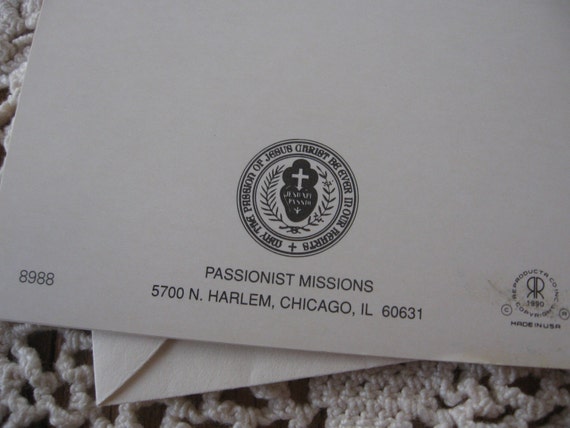 MAY THE PASSION OF JESUS CHRIST BE EVER IN OUR HEARTS
JESU XPI
PASSIO
8988
PASSIONIST MISSIONS
5700 N. HARLEM, CHICAGO, IL 60631
© REPRODUCTA CO. INC. ®
RR
1990
COPYRIGHT
MADE IN USA